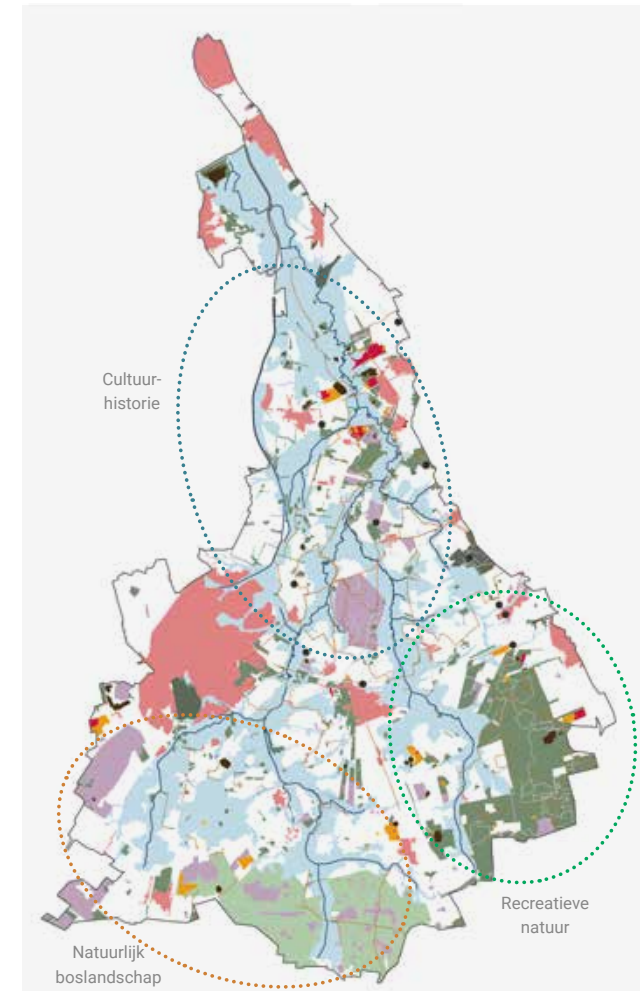 Cultuur-
historie
Recreatieve
natuur
Natuurlijk
boslandschap